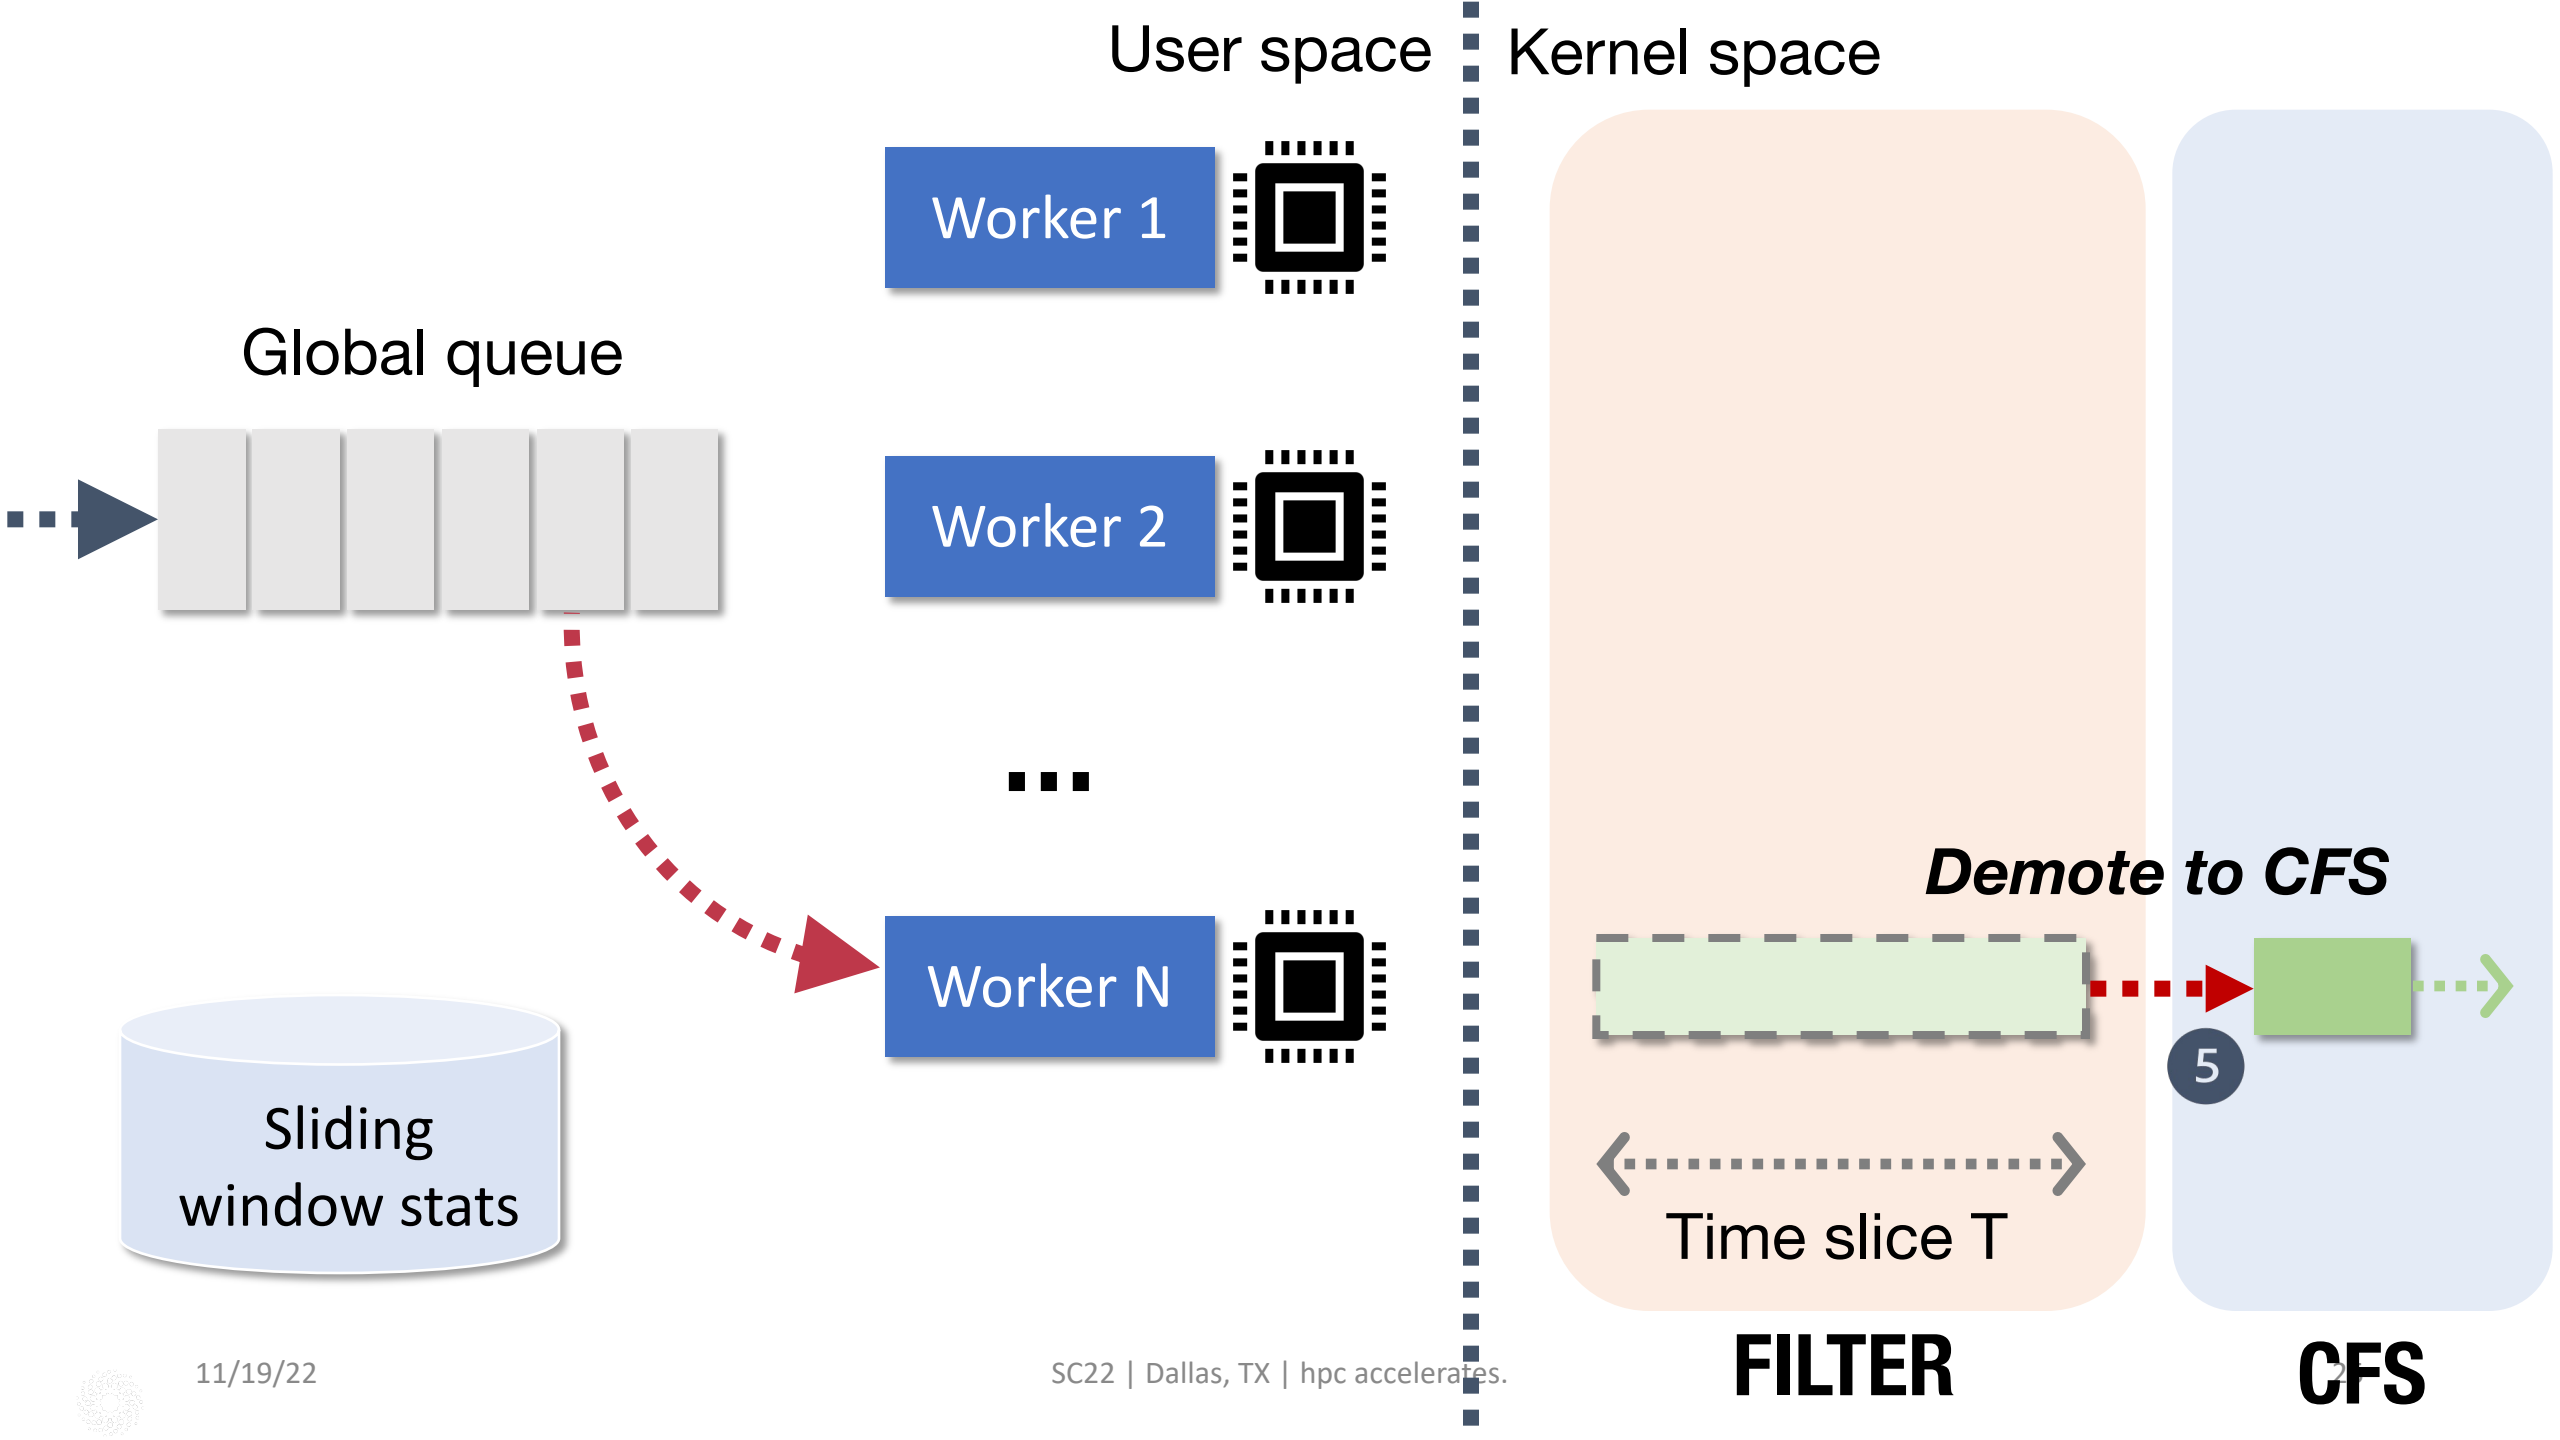 User space
Kernel space
Worker 1
Global queue
Worker 2
...
Demote to CFS
Worker N
5
Sliding
window stats
Time slice T
FILTER
CFS
11/19/22
SC22 | Dallas, TX | hpc accelerates.